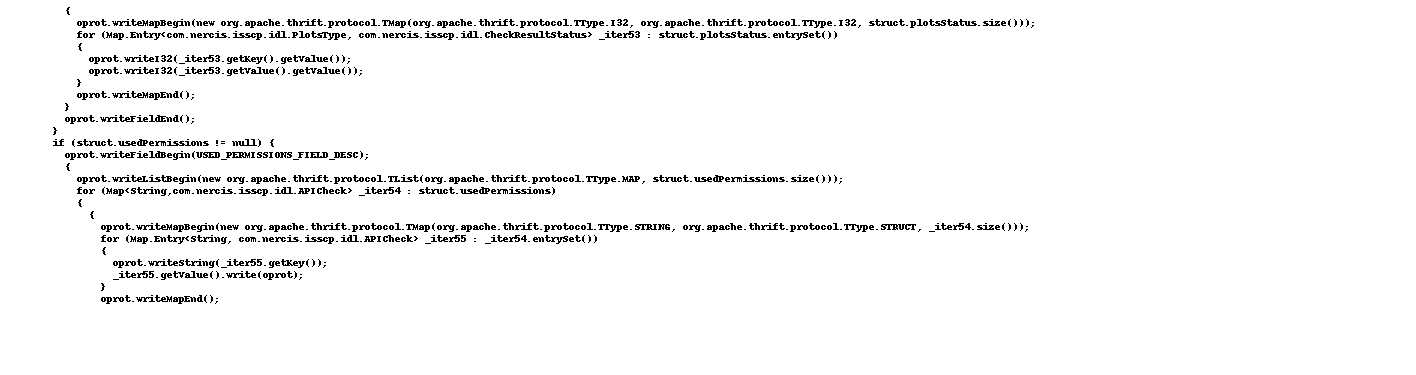 {
oprot.writeMapBegin(new org.apache.thrift.protocol.TMap(org.apache.thrift.protocol.TType.I32, org.apache.thrift.protocol.TType.I32, struct.plotsStatus.size()));
for (Map.Entry<com.nercis.isscp.idl.PlotsType, com.nercis.isscp.idl.CheckResultStatus> _iter53 : struct.plotsStatus.entrySet())
{
oprot.writeI32(_iter53.getKey().getValue());
oprot.writeI32(_iter53.getValue().getValue());
}
oprot.writeMapEnd();
}
oprot.writeFieldEnd();
}
if (struct.usedPermissions != null) {
oprot.writeFieldBegin(USED_PERMISSIONS_FIELD_DESC);
{
oprot.writeListBegin(new org.apache.thrift.protocol.TList(org.apache.thrift.protocol.TType.MAP, struct.usedPermissions.size()));
for (Map<String,com.nercis.isscp.idl.APICheck> _iter54 : struct.usedPermissions)
{
{
oprot.writeMapBegin(new org.apache.thrift.protocol.TMap(org.apache.thrift.protocol.TType.STRING, org.apache.thrift.protocol.TType.STRUCT, _iter54.size()));
for (Map.Entry<String, com.nercis.isscp.idl.APICheck> _iter55 : _iter54.entrySet())
{
oprot.writeString(_iter55.getKey());
_iter55.getValue().write(oprot);
}
oprot.writeMapEnd();